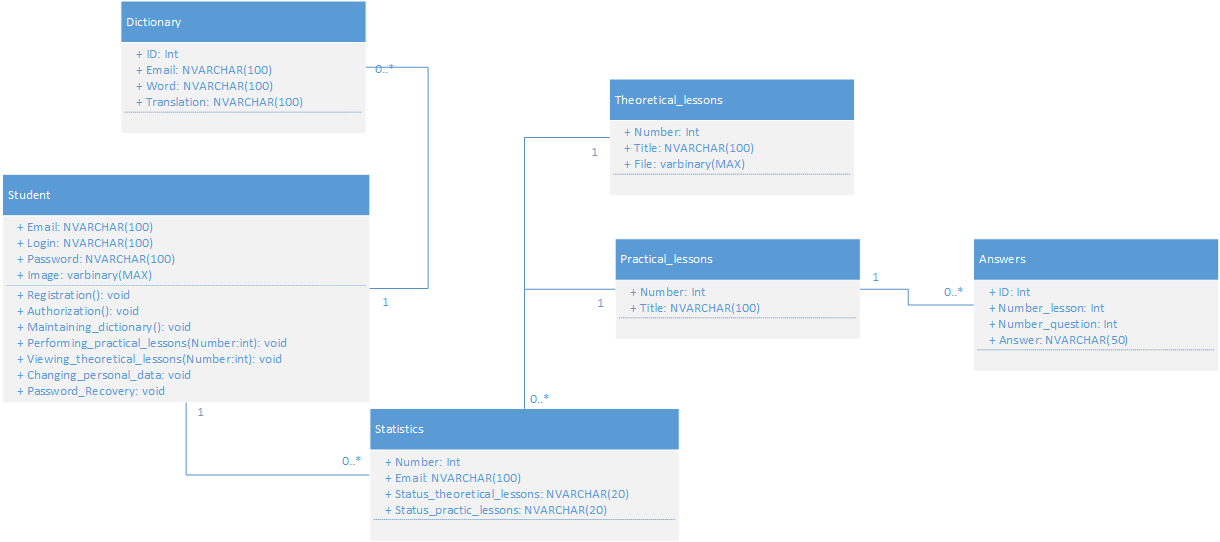 Dictionary
+ ID: Int
+ Email: NVARCHAR(100)
+ Word: NVARCHAR(100)
+ Translation: NVARCHAR(100)
0..*
Student
+ Email: NVARCHAR(100)
+ Login: NVARCHAR(100)
+ Password: NVARCHAR(100)
+ Image: varbinary(MAX)
+ Registration(): void
+ Authorization(): void
+ Maintaining_dictionary(): void
+ Performing_practical_lessons(Number:int): void
+ Viewing_theoretical_lessons(Number:int): void
+ Changing_personal_data: void
+ Password_Recovery: void
1
1
0..*
Theoretical_lessons
+ Number: Int
+ Title: NVARCHAR(100)
+ File: varbinary(MAX)
1
Practical_lessons
+ Number: Int
+ Title: NVARCHAR(100)
1
1
0..*
Answers
+ ID: Int
+ Number_lesson: Int
+ Number_question: Int
+ Answer: NVARCHAR(50)
0..*
Statistics
+ Number: Int
+ Email: NVARCHAR(100)
+ Status_theoretical_lessons: NVARCHAR(20)
+ Status_practic_lessons: NVARCHAR(20)